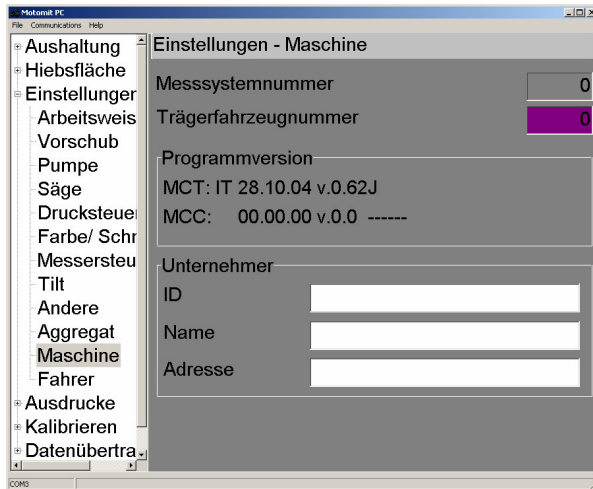 Motomit PC
File Communications Help
Aushaltung
Hiebsfläche
Einstellunger
Arbeitsweis
Vorschub
Pumpe
Säge
Drucksteuer
Farbe/ Schr
Messersteu
Tilt
Andere
Aggregat
Maschine
Fahrer
Ausdrucke
Kalibrieren
Datenübertra
Einstellungen - Maschine
Messsystemnummer 0
Trägerfahrzeugnummer 0
Programmversion
MCT: IT 28.10.04 v.0.62J
MCC: 00.00.00 v.0.0 ------
Unternehmer
ID
Name
Adresse
COM3